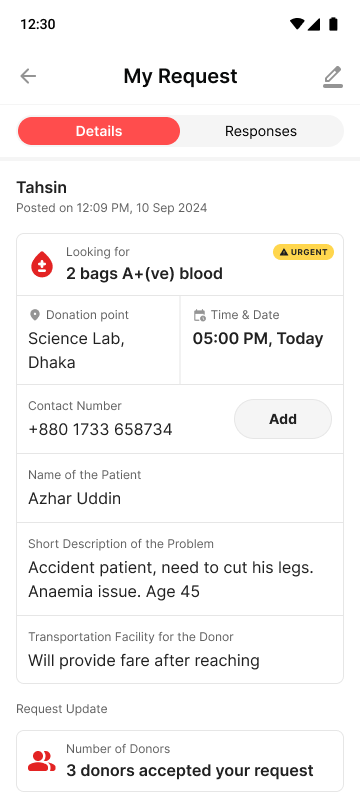 12:30
My Request
Details
Responses
Tahsin
Posted on 12:09 PM, 10 Sep 2024
Looking for
URGENT
2 bags A+(ve) blood
Donation point
Science Lab,
Dhaka
Time & Date
05:00 PM, Today
Contact Number
+880 1733 658734
Add
Name of the Patient
Azhar Uddin
Short Description of the Problem
Accident patient, need to cut his legs.
Anaemia issue. Age 45
Transportation Facility for the Donor
Will provide fare after reaching
Request Update
Number of Donors
3 donors accepted your request